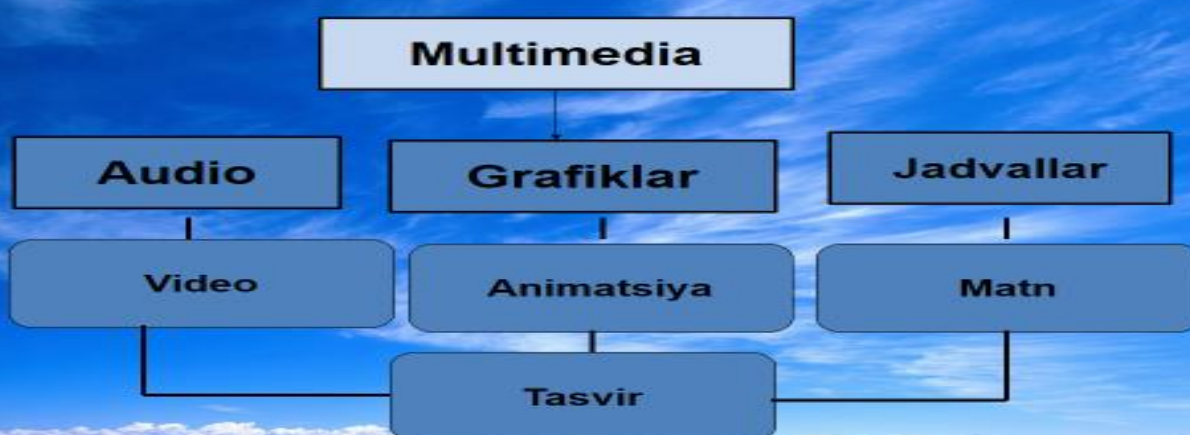 Multimedia
Audio
Grafiklar
Jadvallar
Video
Animatsiya
Matn
Tasvir